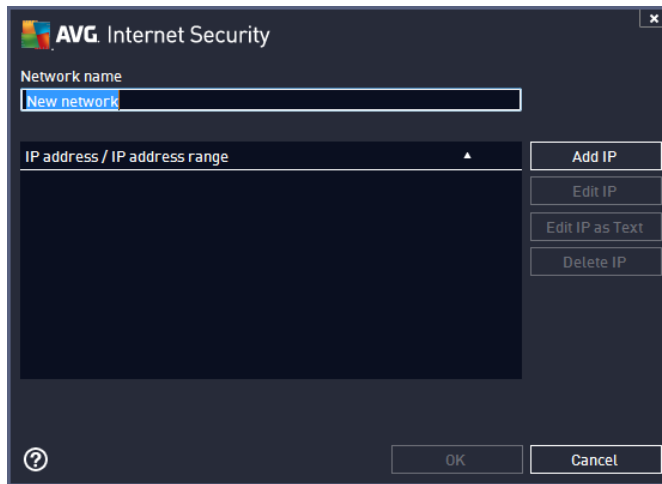 AVG. Internet Security
Network name
New network
IP address / IP address range
Add IP
Edit IP
Edit IP as Text
Delete IP
OK
Cancel